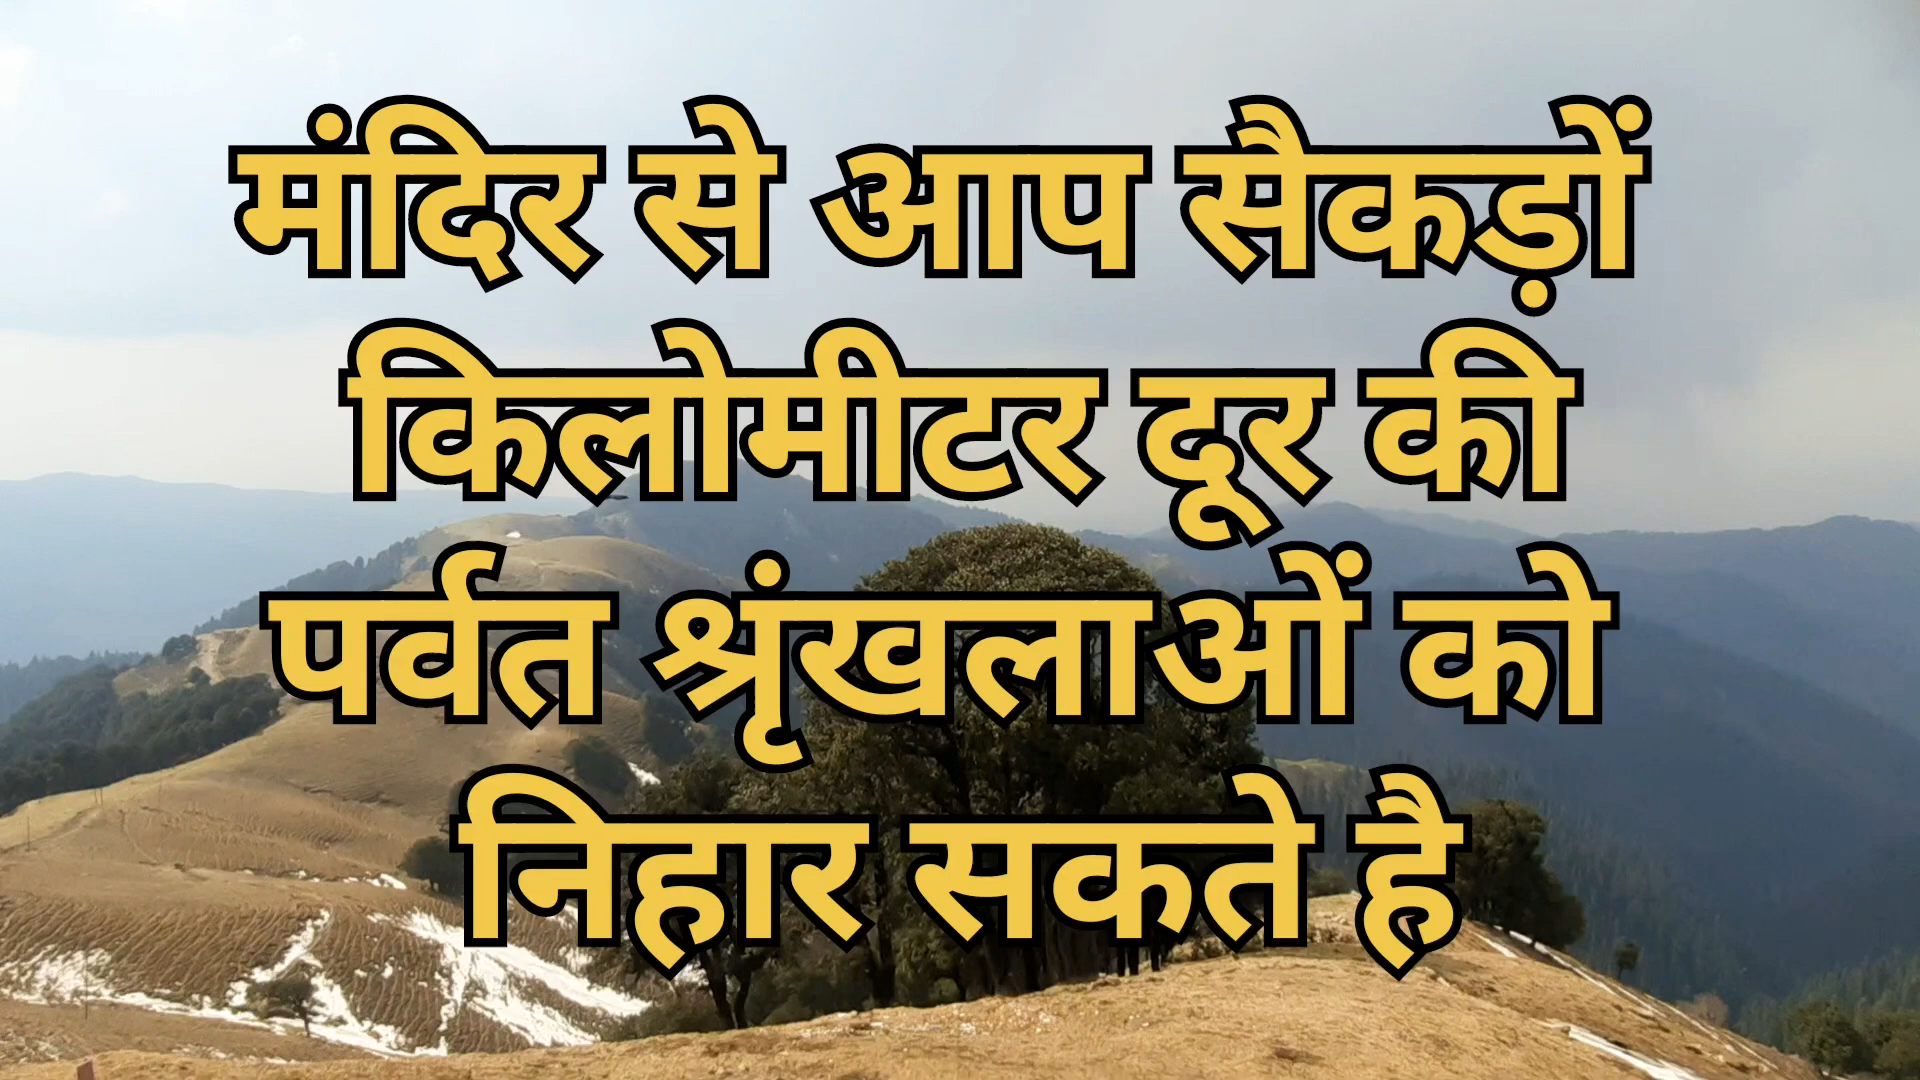 मंदिर से आप सैकड़ों
किलोमीटर दूर की
पर्वत श्रृंखलाओं को
निहार सकते है